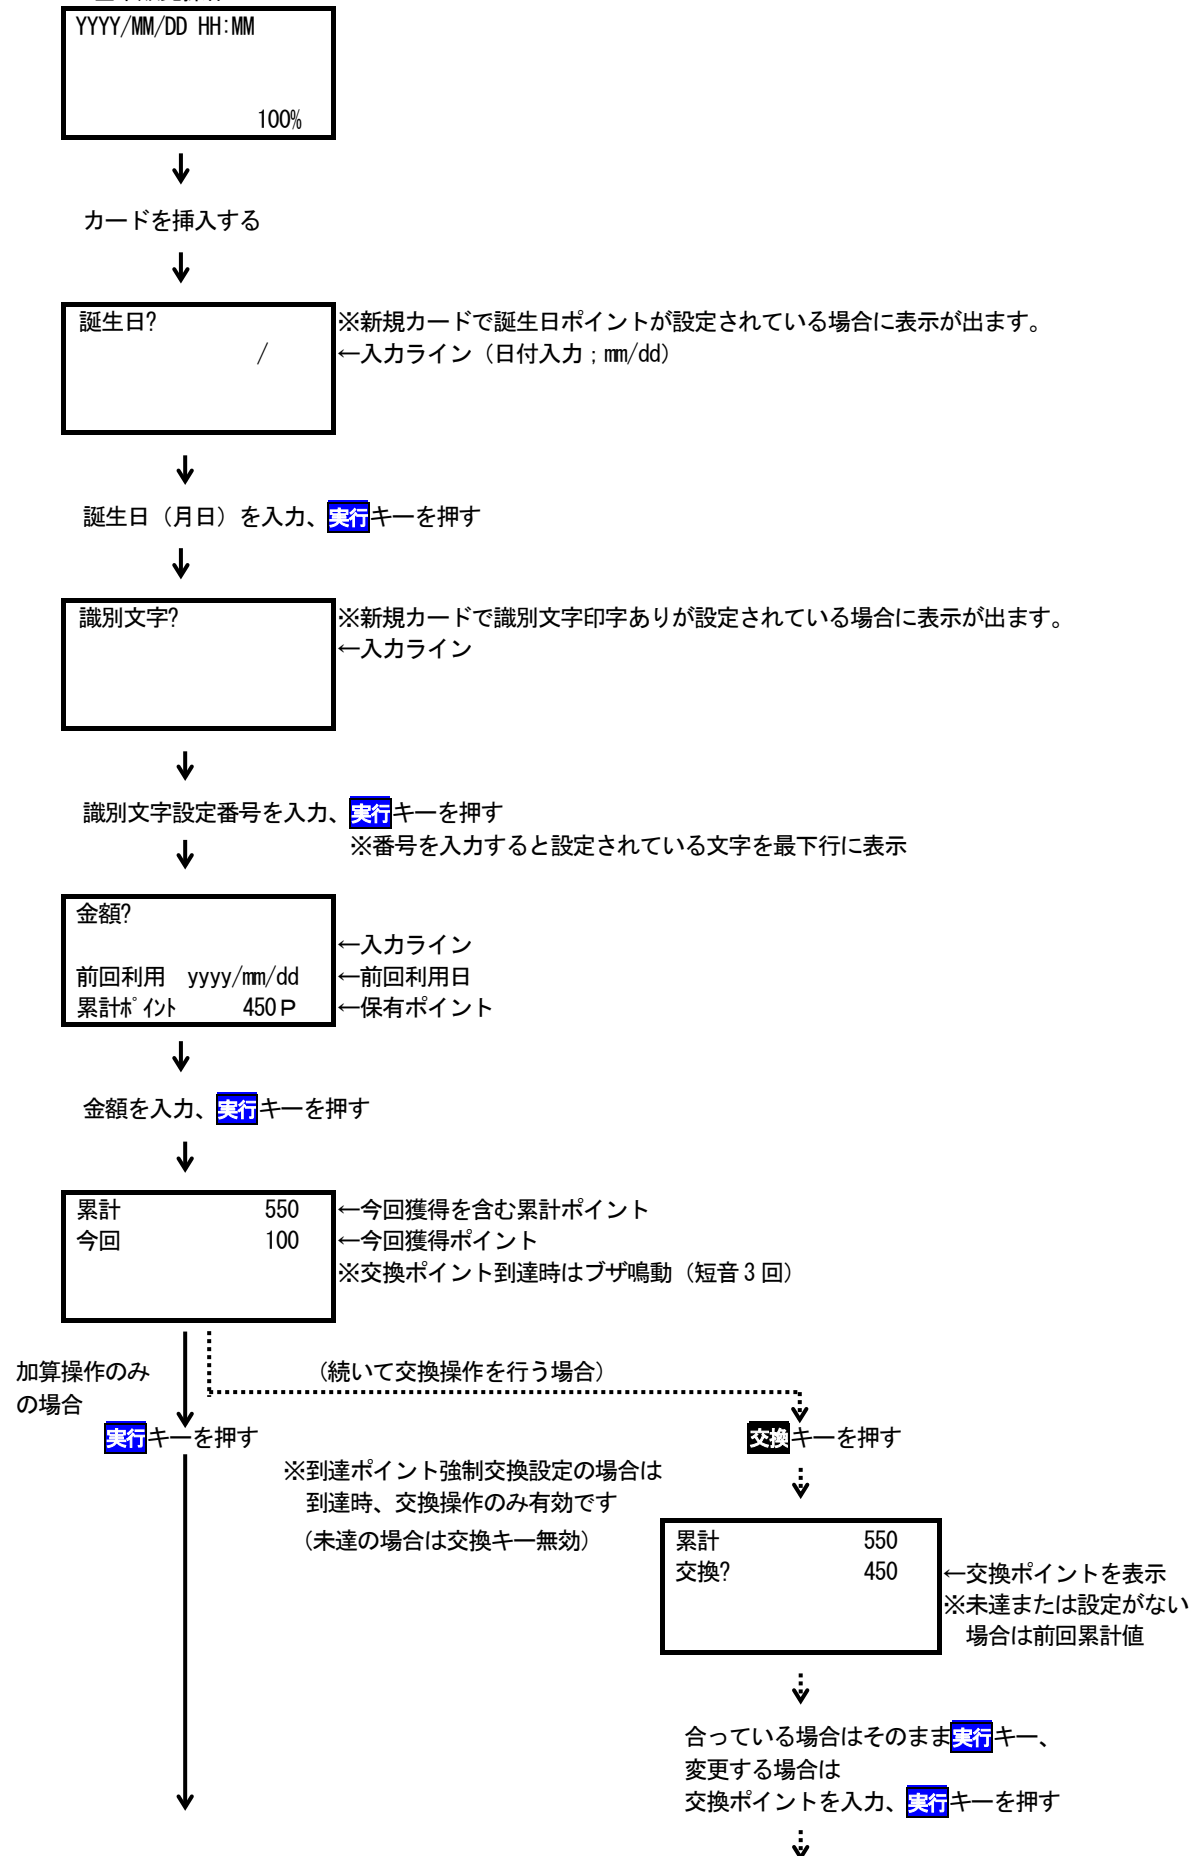 YYYY/MM/DD HH:MM
100%
カードを挿入する
誕生日?
※新規カードで誕生日ポイントが設定されている場合に表示が出ます。
/
←入力ライン（日付入力；mm/dd）
誕生日（月日）を入力、実行キーを押す
識別文字?
※新規カードで識別文字印字ありが設定されている場合に表示が出ます。
←入力ライン
識別文字設定番号を入力、実行キーを押す
※番号を入力すると設定されている文字を最下行に表示
金額?
←入力ライン
前回利用 yyyy/mm/dd
←前回利用日
累計ﾎﾟｲﾝﾄ 450Ｐ
←保有ポイント
金額を入力、実行キーを押す
累計 550
←今回獲得を含む累計ポイント
今回 100
←今回獲得ポイント
※交換ポイント到達時はブザ鳴動（短音３回）
加算操作のみ
の場合
（続いて交換操作を行う場合）
実行キーを押す
交換キーを押す
※到達ポイント強制交換設定の場合は
到達時、交換操作のみ有効です
（未達の場合は交換キー無効）
累計 550
交換? 450
←交換ポイントを表示
※未達または設定がない
場合は前回累計値
合っている場合はそのまま実行キー、
変更する場合は
交換ポイントを入力、実行キーを押す